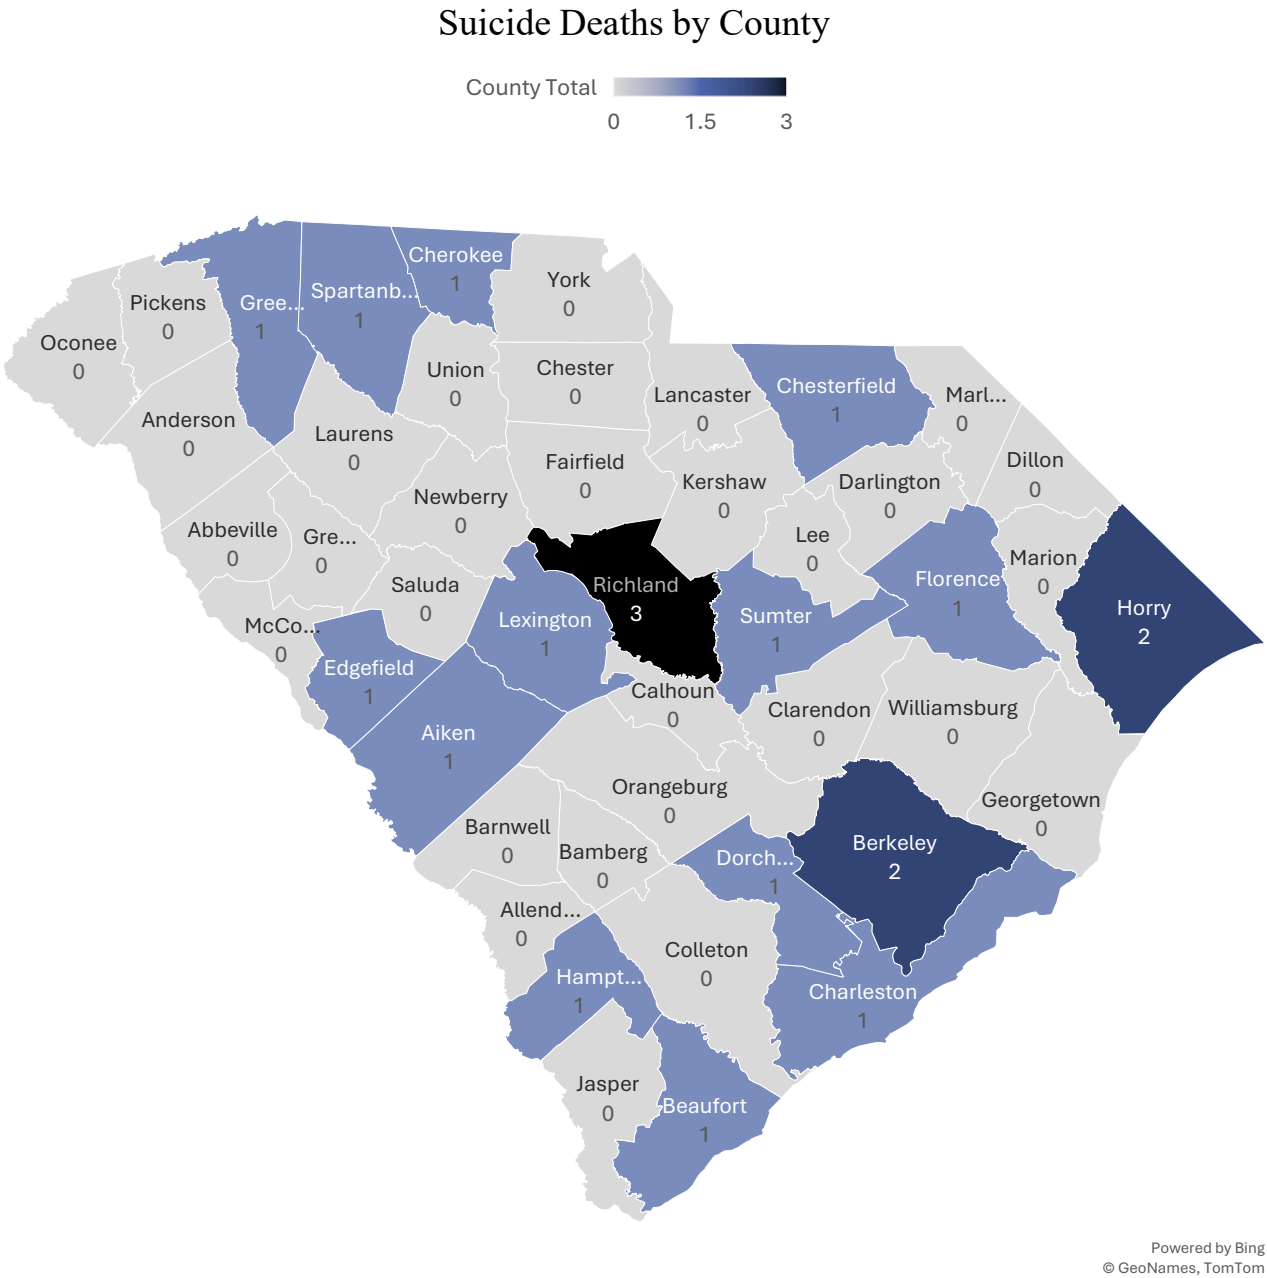 Suicide Deaths by County
County Total
0 1.5 3
Cherokee
1
Gree...
1
Spartanb...
1
York
0
Pickens
0
Oconee
0
Union
0
Chester
0
Lancaster
0
Chesterfield
1
Marl...
0
Anderson
0
Laurens
0
Fairfield
0
Kershaw
0
Darlington
0
Dillon
0
Newberry
0
Abbeville
0
Gre...
0
Lee
0
Marion
0
Saluda
0
Richland
3
Florence
1
Horry
2
McCo...
0
Lexington
1
Sumter
1
Edgefield
1
Calhoun
0
Clarendon
0
Williamsburg
0
Aiken
1
Orangeburg
0
Georgetown
0
Barnwell
0
Bamberg
0
Dorch...
1
Berkeley
2
Allend...
0
Colleton
0
Hampt...
1
Charleston
1
Jasper
0
Beaufort
1
Powered by Bing
© GeoNames, TomTom